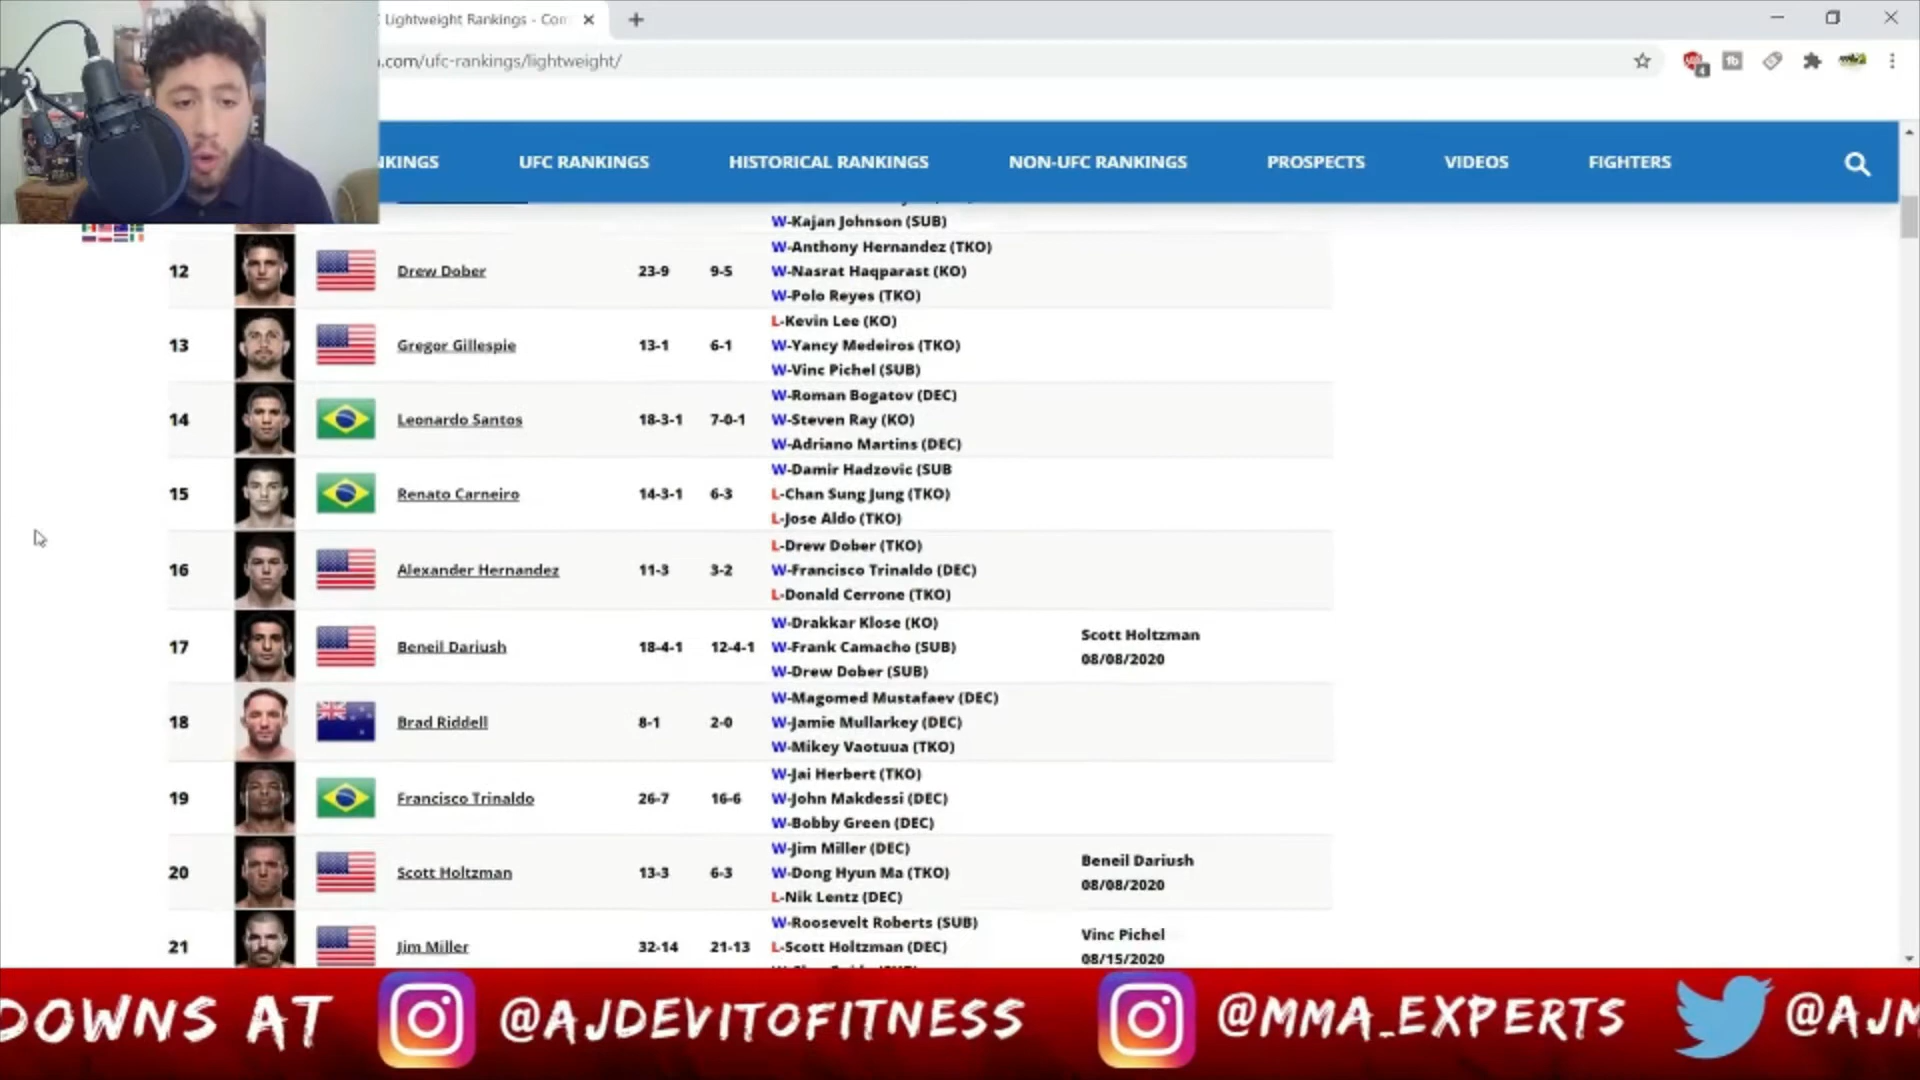 Lightweight Rankings - Con
.com/ufc-rankings/lightweight/
NKINGS UFC RANKINGS HISTORICAL RANKINGS NON-UFC RANKINGS PROSPECTS VIDEOS FIGHTERS
W-Kajan Johnson (SUB)
12 Drew Dober 23-9 9-5
W-Anthony Hernandez (TKO)
W-Nasrat Haqparast (KO)
W-Polo Reyes (TKO)
13 Gregor Gillespie 13-1 6-1
L-Kevin Lee (KO)
W-Yancy Medeiros (TKO)
W-Vinc Pichel (SUB)
14 Leonardo Santos 18-3-1 7-0-1
W-Roman Bogatov (DEC)
W-Steven Ray (KO)
W-Adriano Martins (DEC)
15 Renato Carneiro 14-3-1 6-3
W-Damir Hadzovic (SUB
L-Chan Sung Jung (TKO)
L-Jose Aldo (TKO)
16 Alexander Hernandez 11-3 3-2
L-Drew Dober (TKO)
W-Francisco Trinaldo (DEC)
L-Donald Cerrone (TKO)
17 Beneil Dariush 18-4-1 12-4-1
W-Drakkar Klose (KO)
W-Frank Camacho (SUB)
W-Drew Dober (SUB)
Scott Holtzman
08/08/2020
18 Brad Riddell 8-1 2-0
W-Magomed Mustafaev (DEC)
W-Jamie Mullarkey (DEC)
W-Mikey Vaotuua (TKO)
19 Francisco Trinaldo 26-7 16-6
W-Jai Herbert (TKO)
W-John Makdessi (DEC)
W-Bobby Green (DEC)
20 Scott Holtzman 13-3 6-3
W-Jim Miller (DEC)
W-Dong Hyun Ma (TKO)
L-Nik Lentz (DEC)
Beneil Dariush
08/08/2020
21 Jim Miller 32-14 21-13
W-Roosevelt Roberts (SUB)
L-Scott Holtzman (DEC)
Vinc Pichel
08/15/2020
DOWNS AT @AJDEVITOFITNESS @MMA_EXPERTS @AJM